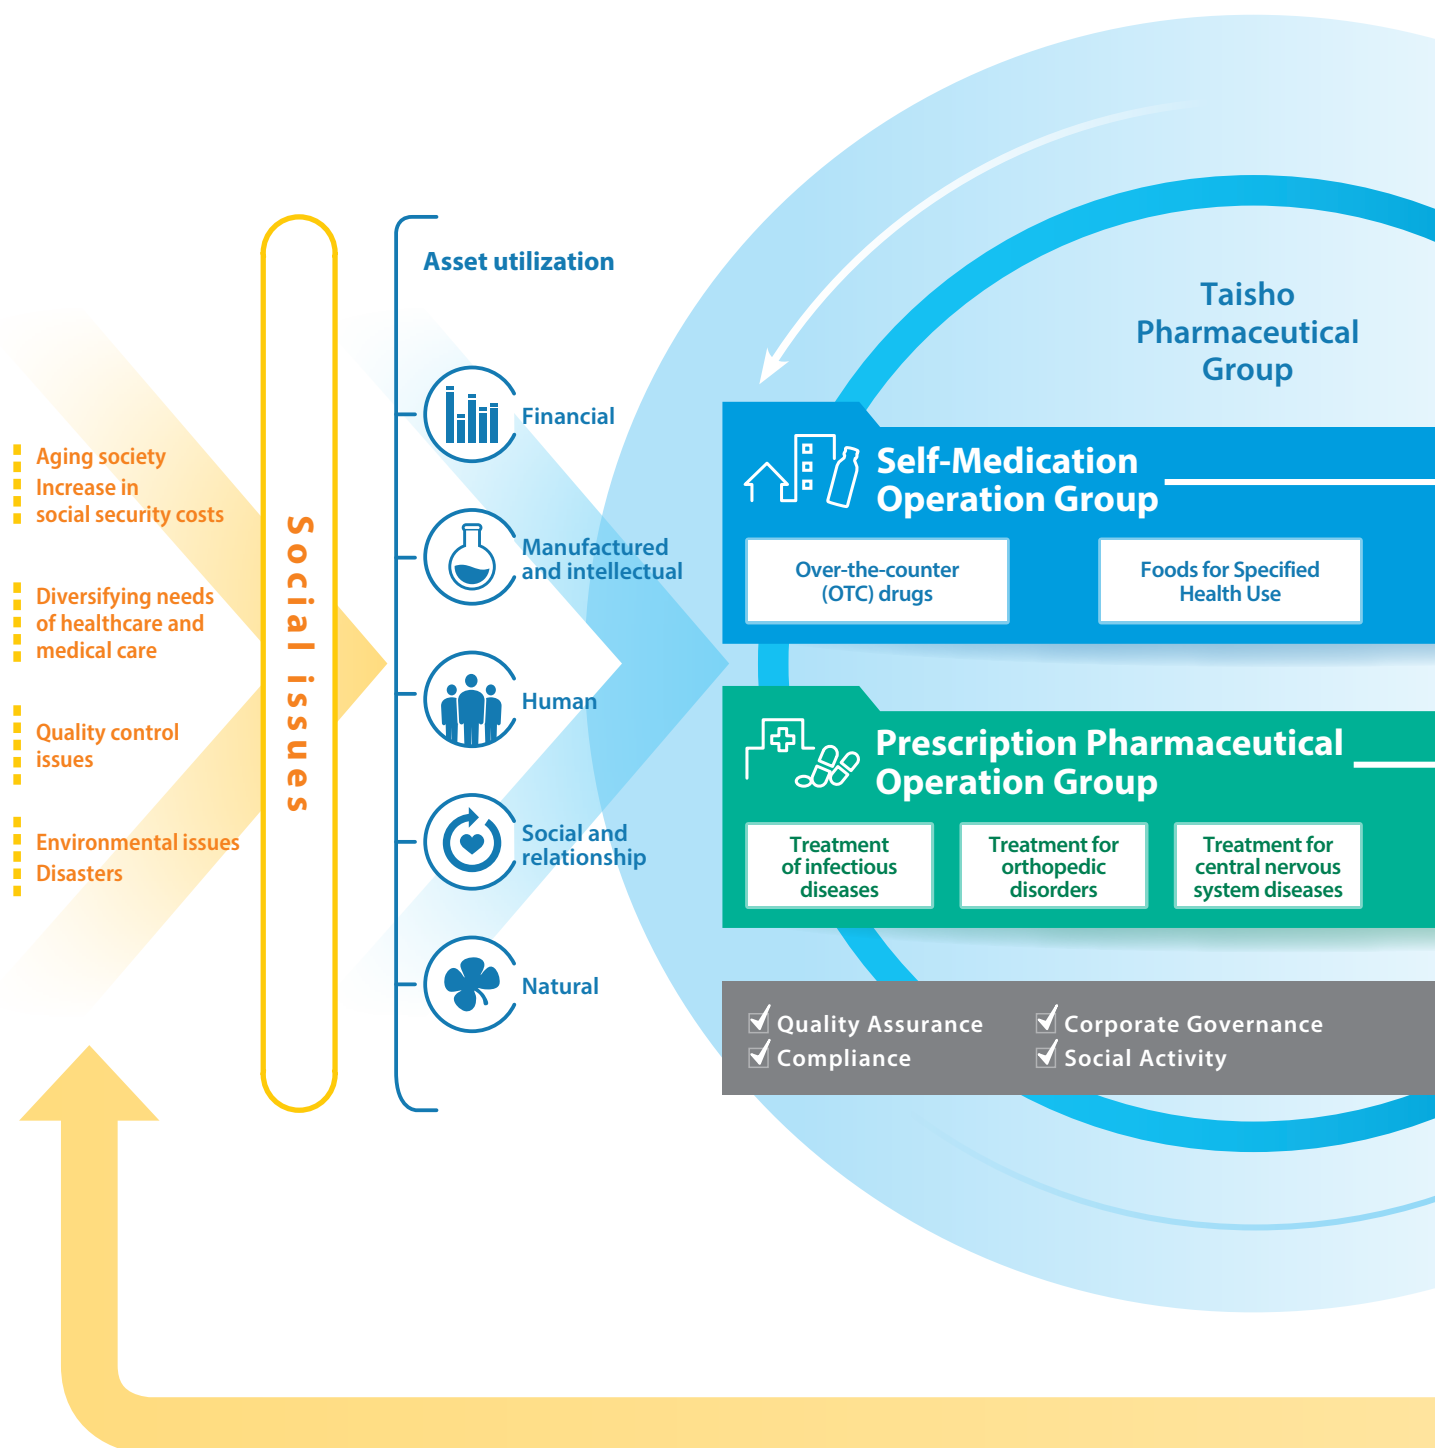 Aging society
Increase in
social security costs
Diversifying needs
of healthcare and
medical care
Quality control
issues
Environmental issues
Disasters
Social issues
Asset utilization
Financial
Manufactured
and intellectual
Human
Social and
relationship
Natural
Taisho
Pharmaceutical
Group
Self-Medication
Operation Group
Over-the-counter
(OTC) drugs
Foods for Specified
Health Use
Prescription Pharmaceutical
Operation Group
Treatment
of infectious
diseases
Treatment for
orthopedic
disorders
Treatment for
central nervous
system diseases
Quality Assurance
Corporate Governance
Compliance
Social Activity